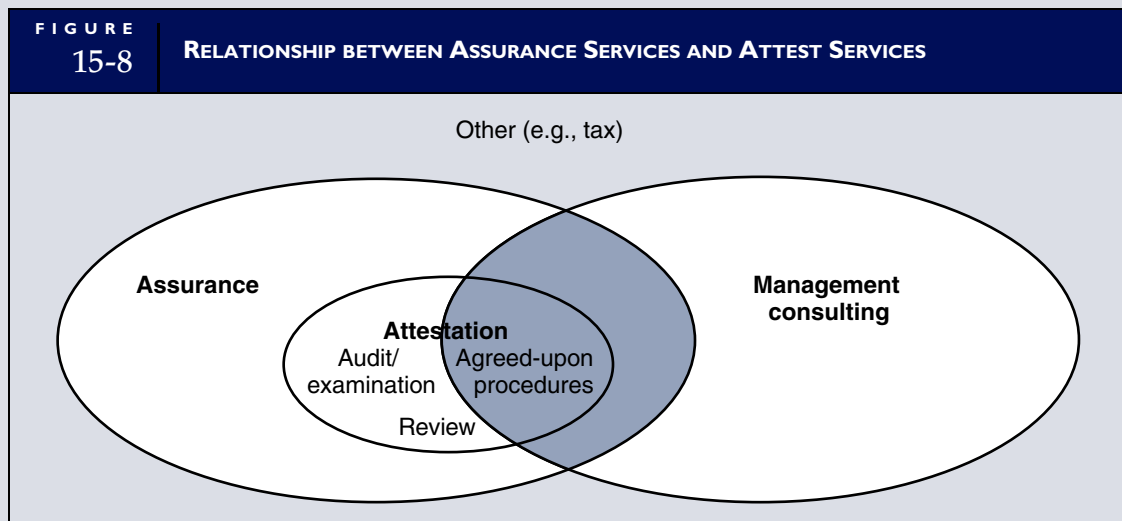 FIGURE
15-8
RELATIONSHIP BETWEEN ASSURANCE SERVICES AND ATTEST SERVICES
Other (e.g., tax)
Assurance
Management
consulting
Attestation
Audit/
examination
Agreed-upon
procedures
Review